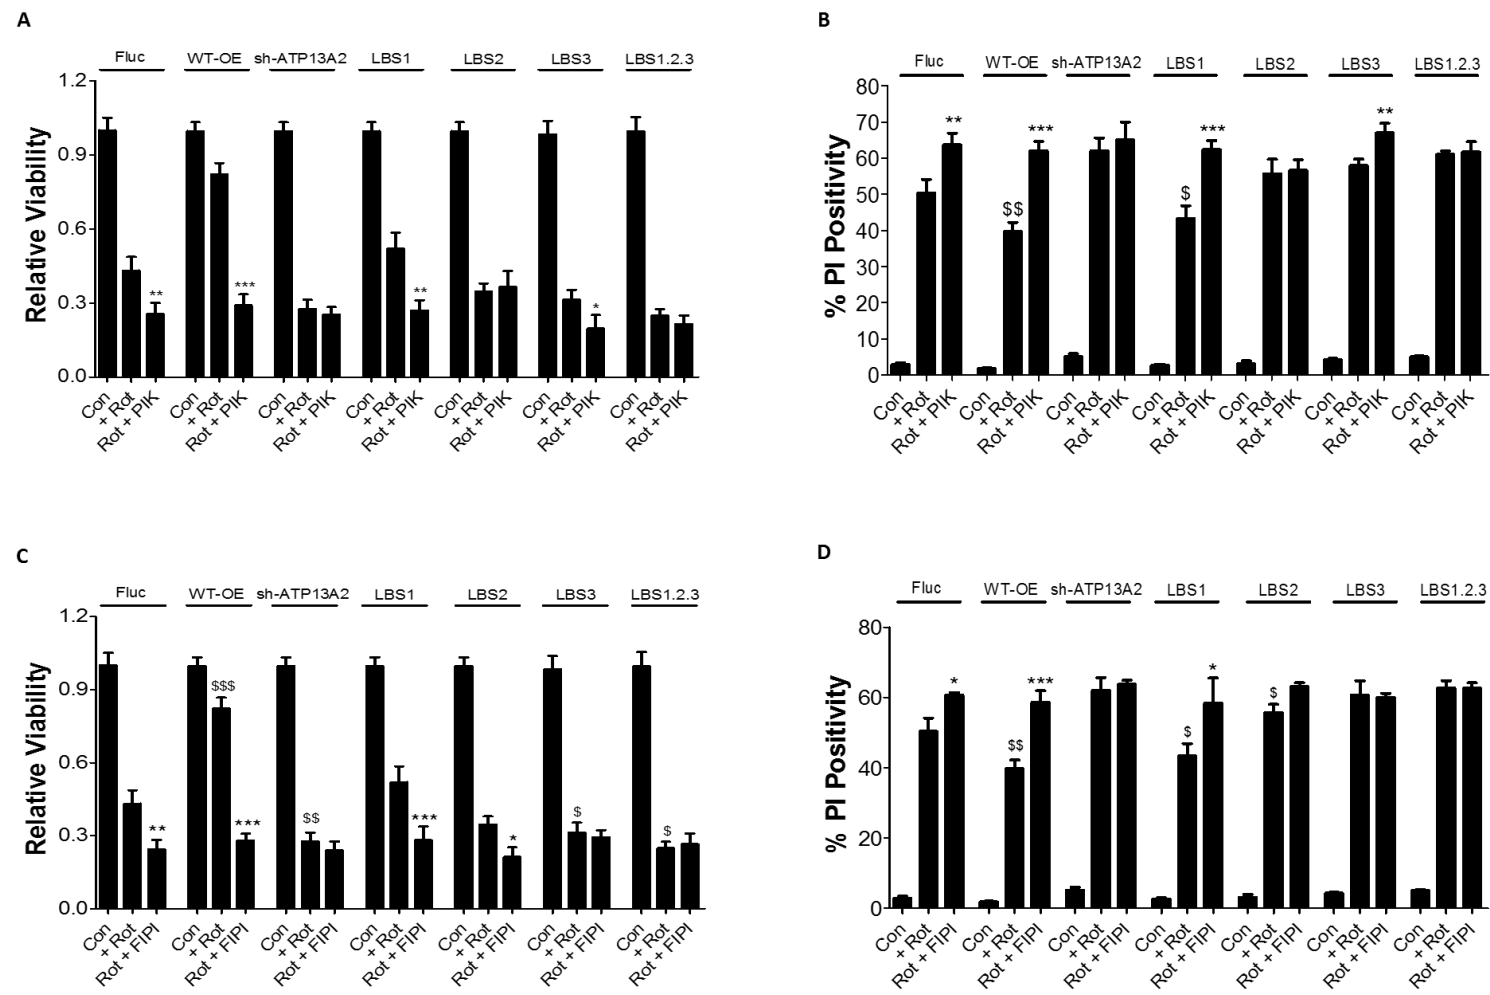 A
Fluc WT-OE sh-ATP13A2 LBS1 LBS2 LBS3 LBS1.2.3
Relative Viability
1.2
0.9
0.6
0.3
0.0
** *** ** *
Con + Rot Rot + PIK Con + Rot Rot + PIK Con + Rot Rot + PIK Con + Rot Rot + PIK Con + Rot Rot + PIK Con + Rot Rot + PIK Con + Rot Rot + PIK
B
Fluc WT-OE sh-ATP13A2 LBS1 LBS2 LBS3 LBS1.2.3
% PI Positivity
80
70
60
50
40
30
20
10
0
** $$ *** $ *** **
Con + Rot Rot + PIK Con + Rot Rot + PIK Con + Rot Rot + PIK Con + Rot Rot + PIK Con + Rot Rot + PIK Con + Rot Rot + PIK Con + Rot Rot + PIK
C
Fluc WT-OE sh-ATP13A2 LBS1 LBS2 LBS3 LBS1.2.3
Relative Viability
1.2
0.9
0.6
0.3
0.0
** $$$ *** $$ *** * $ $
Con + Rot Rot + FIPI Con + Rot Rot + FIPI Con + Rot Rot + FIPI Con + Rot Rot + FIPI Con + Rot Rot + FIPI Con + Rot Rot + FIPI Con + Rot Rot + FIPI
D
Fluc WT-OE sh-ATP13A2 LBS1 LBS2 LBS3 LBS1.2.3
% PI Positivity
80
60
40
20
0
* $$ *** $ * $
Con + Rot Rot + FIPI Con + Rot Rot + FIPI Con + Rot Rot + FIPI Con + Rot Rot + FIPI Con + Rot Rot + FIPI Con + Rot Rot + FIPI Con + Rot Rot + FIPI